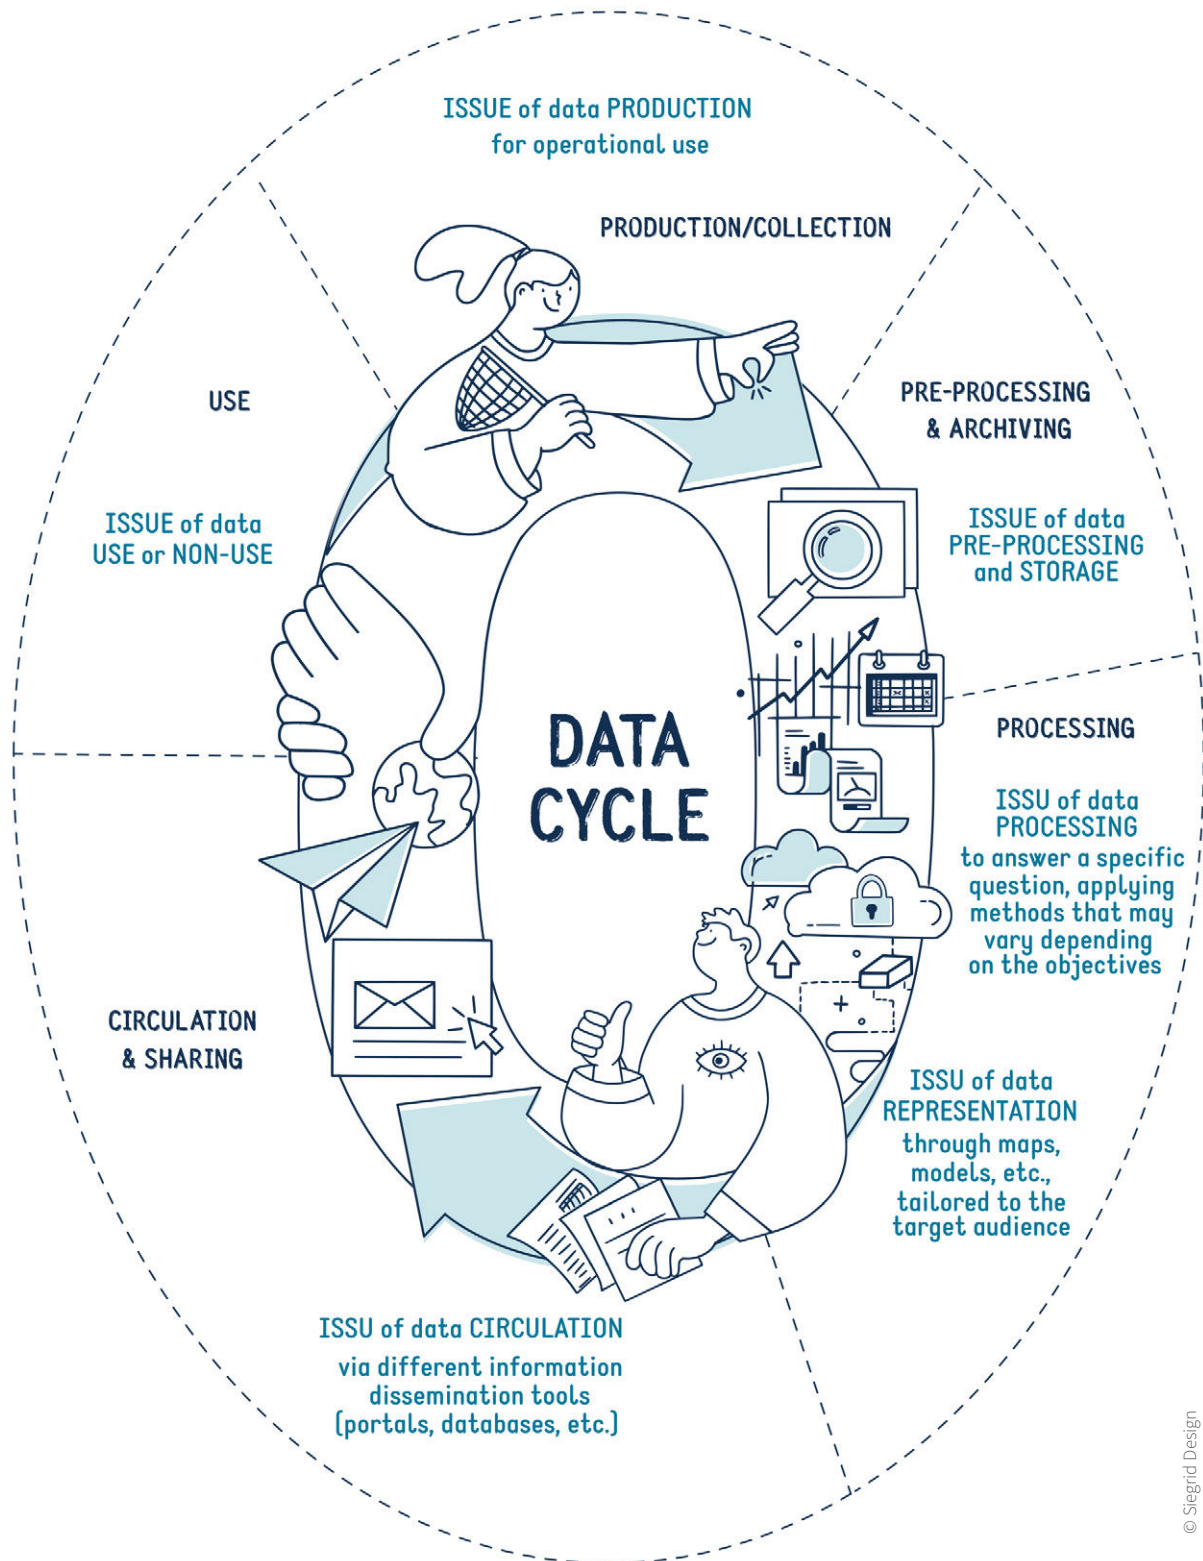 ISSUE of data PRODUCTION
for operational use
PRODUCTION/COLLECTION
PRE-PROCESSING
& ARCHIVING
ISSUE of data
PRE-PROCESSING
and STORAGE
PROCESSING
ISSU of data
PROCESSING
to answer a specific
question, applying
methods that may
vary depending
on the objectives
ISSU of data
REPRESENTATION
through maps,
models, etc.,
tailored to the
target audience
ISSU of data CIRCULATION
via different information
dissemination tools
(portals, databases, etc.)
CIRCULATION
& SHARING
USE
ISSUE of data
USE or NON-USE
DATA
CYCLE
© Siegrid Design